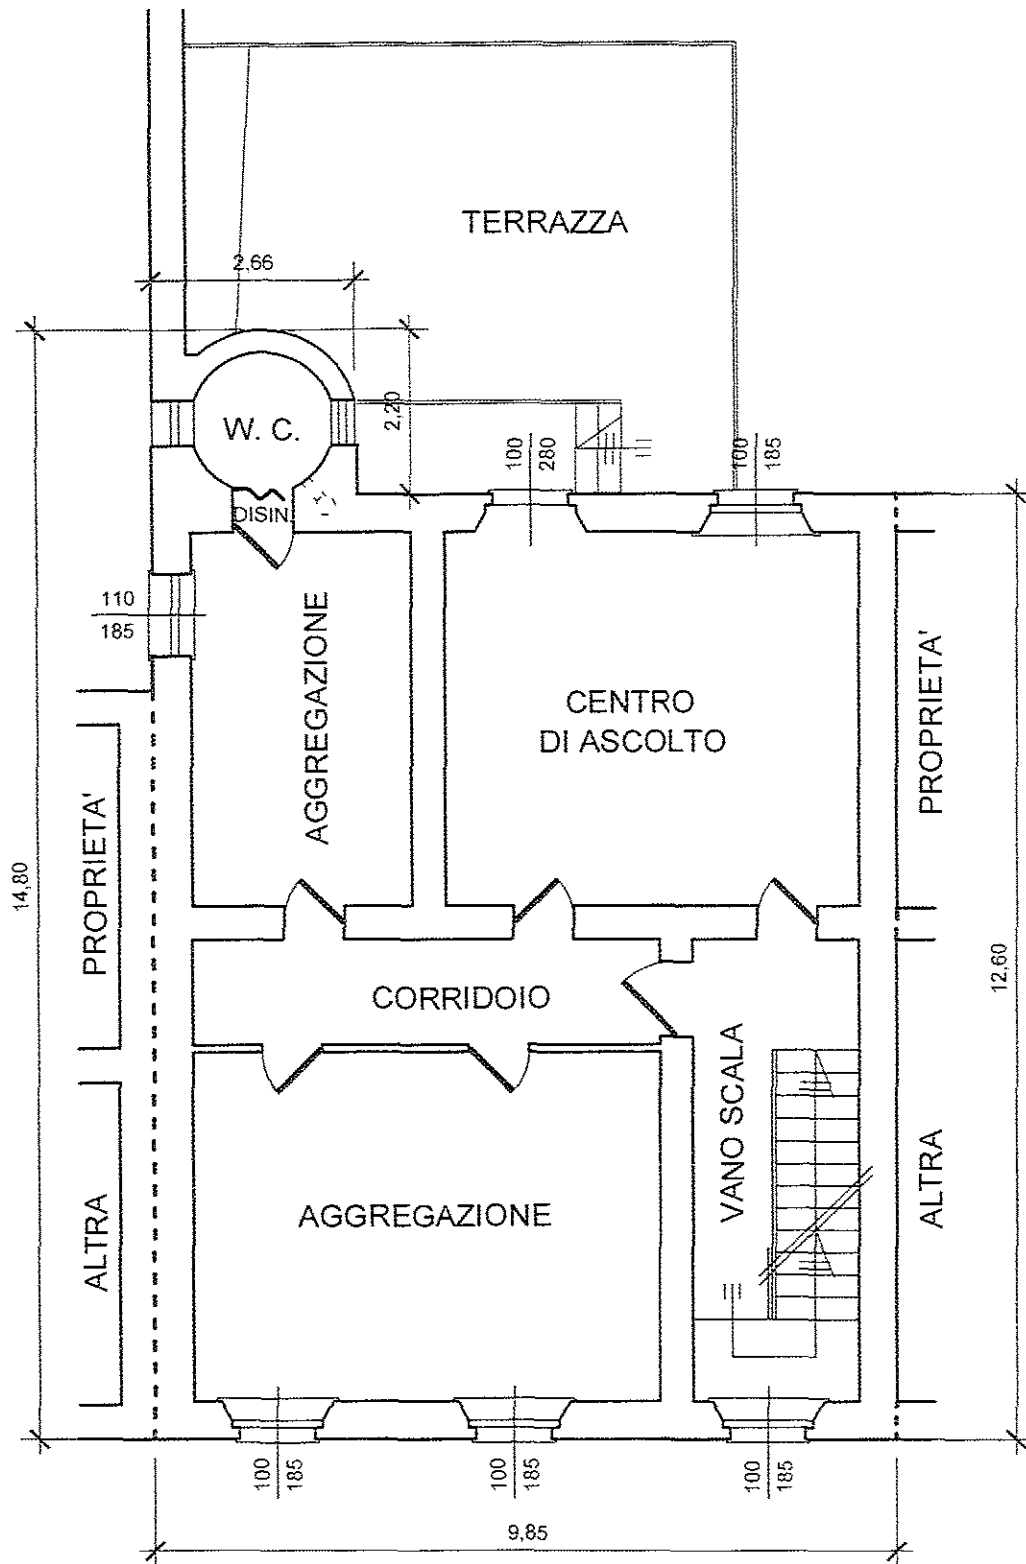 TERRAZZA
2,66
2,20
W. C.
100
280
100
185
DISIN.
110
185
AGGREGAZIONE
CENTRO
DI ASCOLTO
PROPRIETA'
PROPRIETA'
14,80
12,60
CORRIDOIO
VANO SCALA
ALTRA
ALTRA
AGGREGAZIONE
100
185
100
185
100
185
9,85